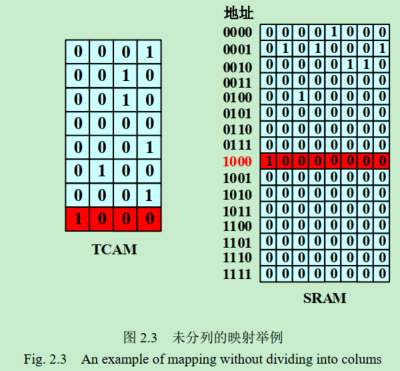 0 0 0 1
0 0 1 0
0 0 1 0
0 0 0 0
0 0 0 1
0 1 0 0
0 0 0 1
1 0 0 0
TCAM
地址
0000 0 0 0 0 1 0 0 0
0001 0 1 0 1 0 0 0 1
0010 0 0 0 0 0 1 1 0
0011 0 0 0 0 0 0 0 0
0100 0 0 1 0 0 0 0 0
0101 0 0 0 0 0 0 0 0
0110 0 0 0 0 0 0 0 0
0111 0 0 0 0 0 0 0 0
1000 1 0 0 0 0 0 0 0
1001 0 0 0 0 0 0 0 0
1010 0 0 0 0 0 0 0 0
1011 0 0 0 0 0 0 0 0
1100 0 0 0 0 0 0 0 0
1101 0 0 0 0 0 0 0 0
1110 0 0 0 0 0 0 0 0
1111 0 0 0 0 0 0 0 0
SRAM
图 2.3 未分列的映射举例
Fig. 2.3 An example of mapping without dividing into colums